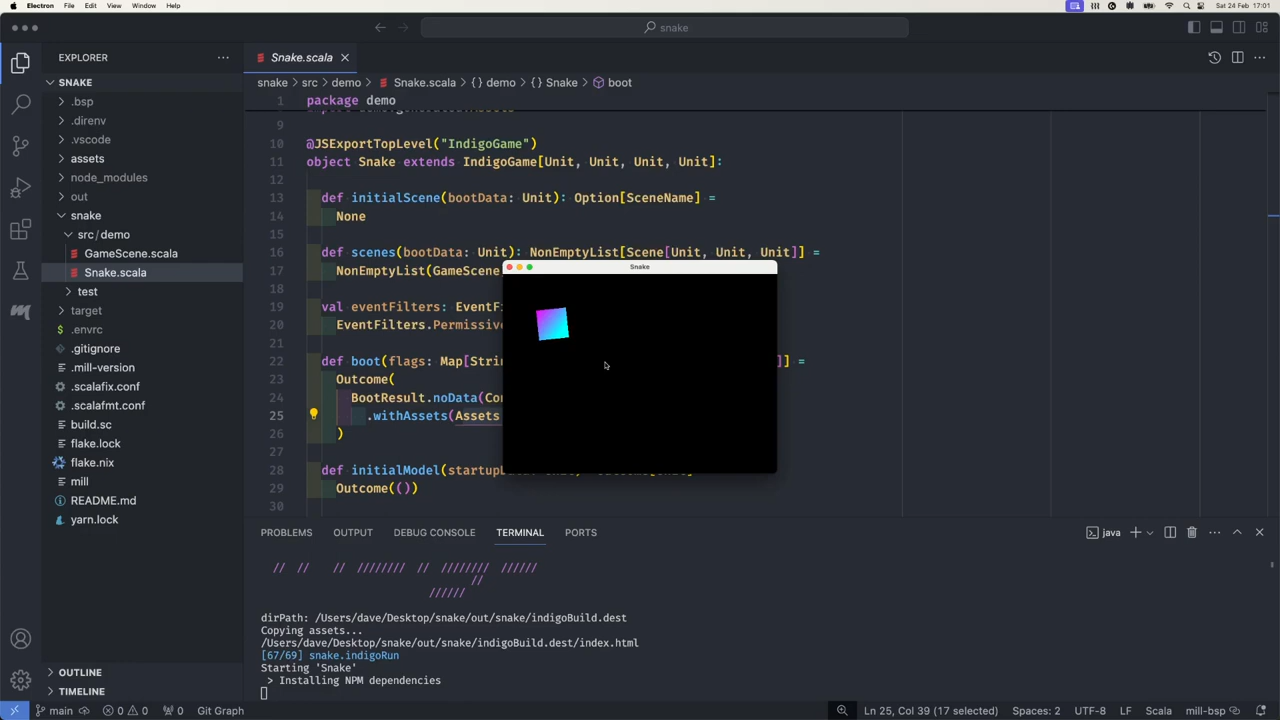 Electron File Edit View Window Help
Sat 24 Feb 17:01
snake
EXPLORER
Snake.scala
SNAKE
snake > src > demo > Snake.scala > {} demo > {} Snake > boot
.bsp
.direnv
.vscode
assets
node_modules
out
snake
src/demo
GameScene.scala
Snake.scala
test
target
.envrc
.gitignore
.mill-version
.scalafix.conf
.scalafmt.conf
build.sc
flake.lock
flake.nix
mill
README.md
yarn.lock
OUTLINE
TIMELINE
1 package demo
9
10 @JSExportTopLevel("IndigoGame")
11 object Snake extends IndigoGame[Unit, Unit, Unit, Unit]:
12
13 def initialScene(bootData: Unit): Option[SceneName] =
14 None
15
16 def scenes(bootData: Unit): NonEmptyList[Scene[Unit, Unit, Unit]] =
17 NonEmptyList(GameScene
18
19 val eventFilters: EventFi
20 EventFilters.Permissive
21
22 def boot(flags: Map[Stri ]] =
23 Outcome(
24 BootResult.noData(Co
25 .withAssets(Assets
26 )
27
28 def initialModel(startup
29 Outcome(())
30
Snake
PROBLEMS OUTPUT DEBUG CONSOLE TERMINAL PORTS
java
// // // //////// // //////// //////
//
//////
dirPath: /Users/dave/Desktop/snake/out/snake/indigoBuild.dest
Copying assets...
/Users/dave/Desktop/snake/out/snake/indigoBuild.dest/index.html
[67/69] snake.indigoRun
Starting 'Snake'
> Installing NPM dependencies
main 0 0 0 Git Graph
Ln 25, Col 39 (17 selected) Spaces: 2 UTF-8 LF Scala mill-bsp